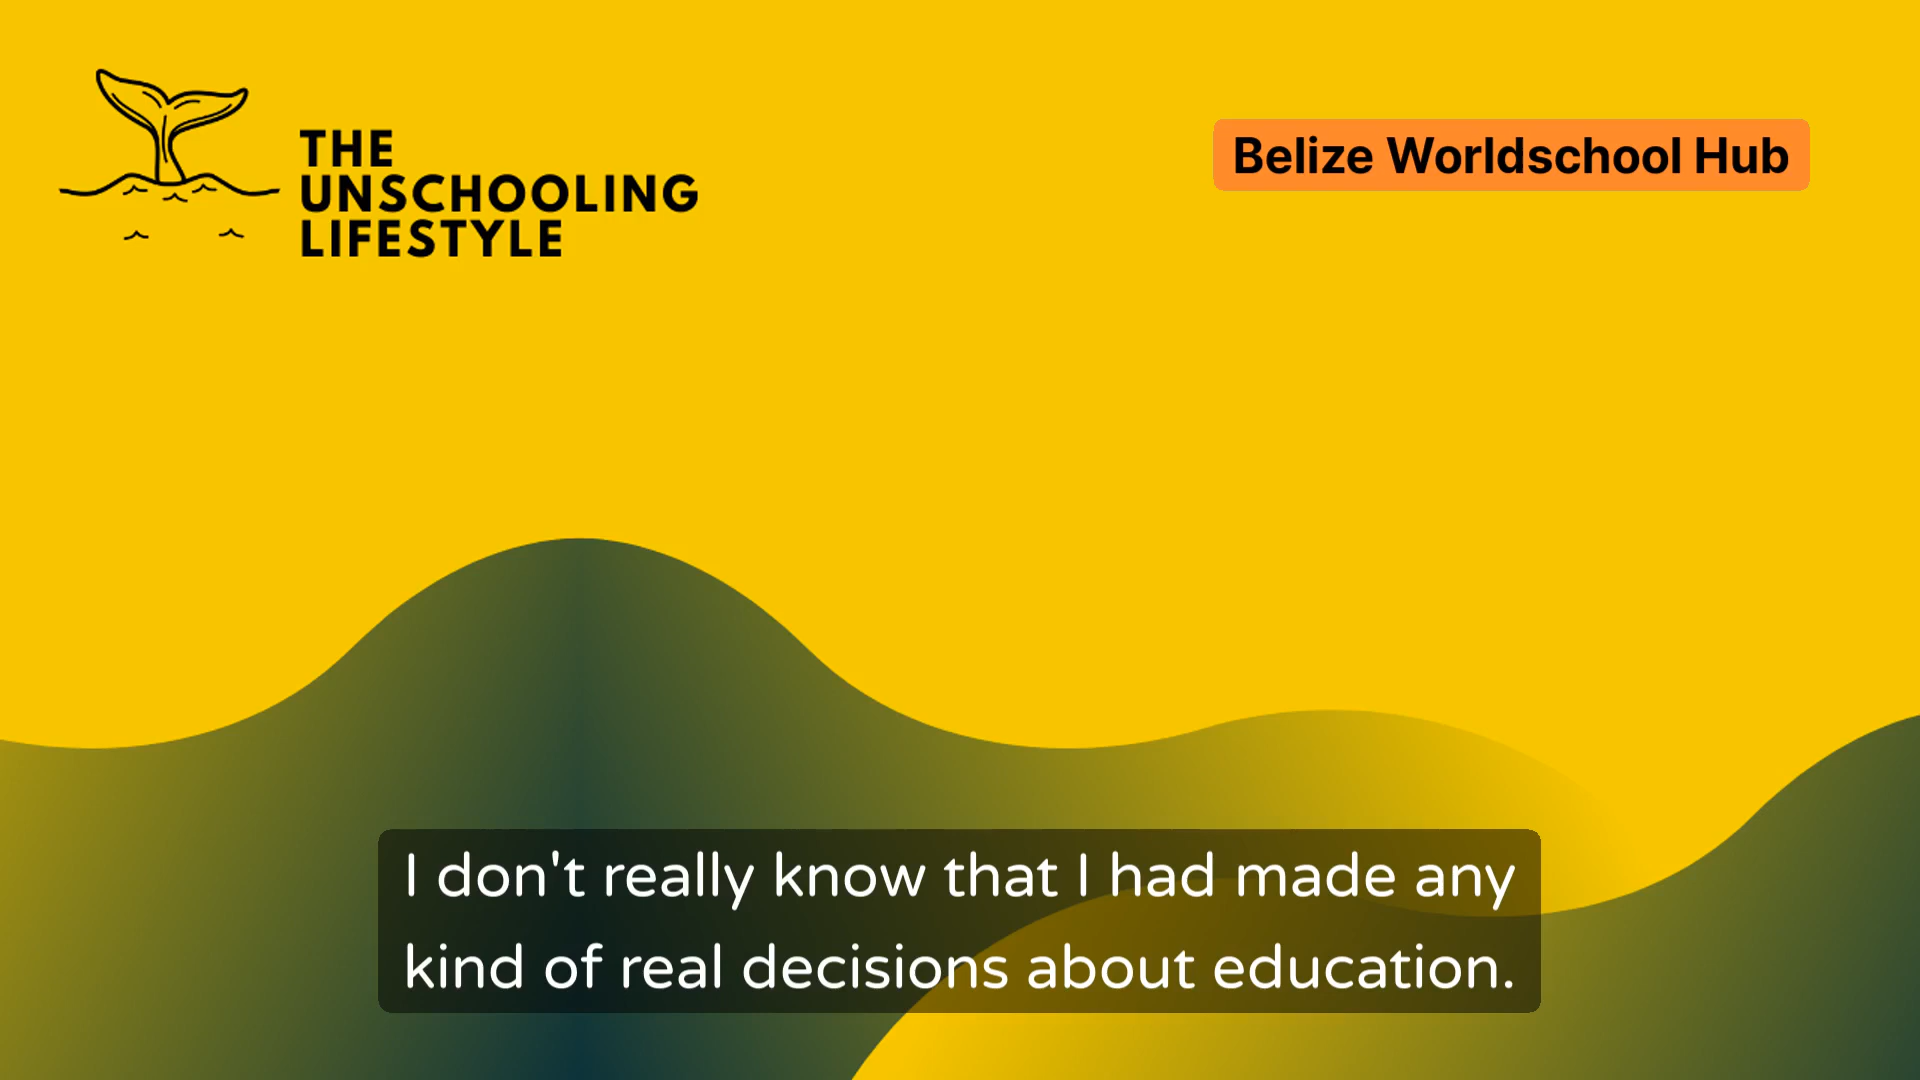 THE
UNSCHOOLING
LIFESTYLE
Belize Worldschool Hub
I don't really know that I had made any
kind of real decisions about education.